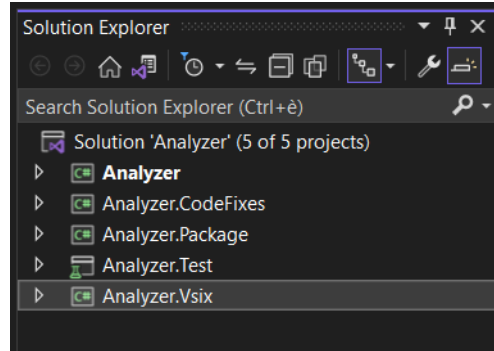 Solution Explorer
Search Solution Explorer (Ctrl+è)
Solution 'Analyzer' (5 of 5 projects)
C# Analyzer
C# Analyzer.CodeFixes
C# Analyzer.Package
Analyzer.Test
C# Analyzer.Vsix